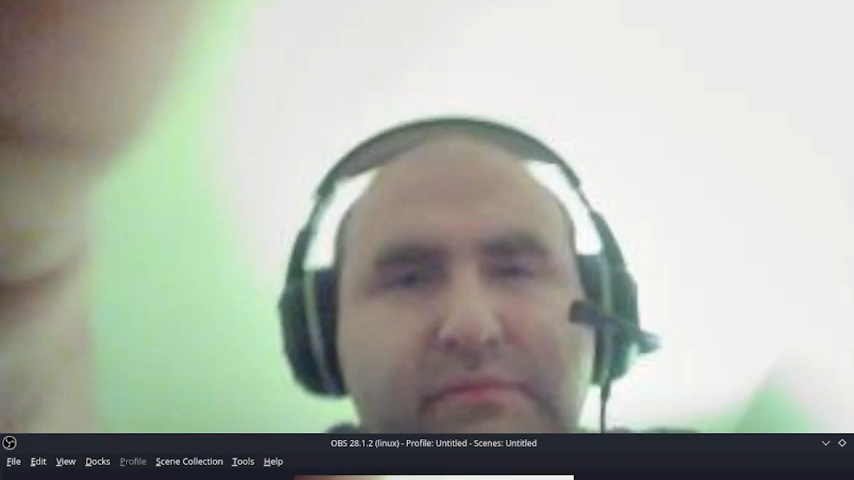 OBS 28.1.2 (linux) - Profile: Untitled - Scenes: Untitled
File Edit View Docks Profile Scene Collection Tools Help